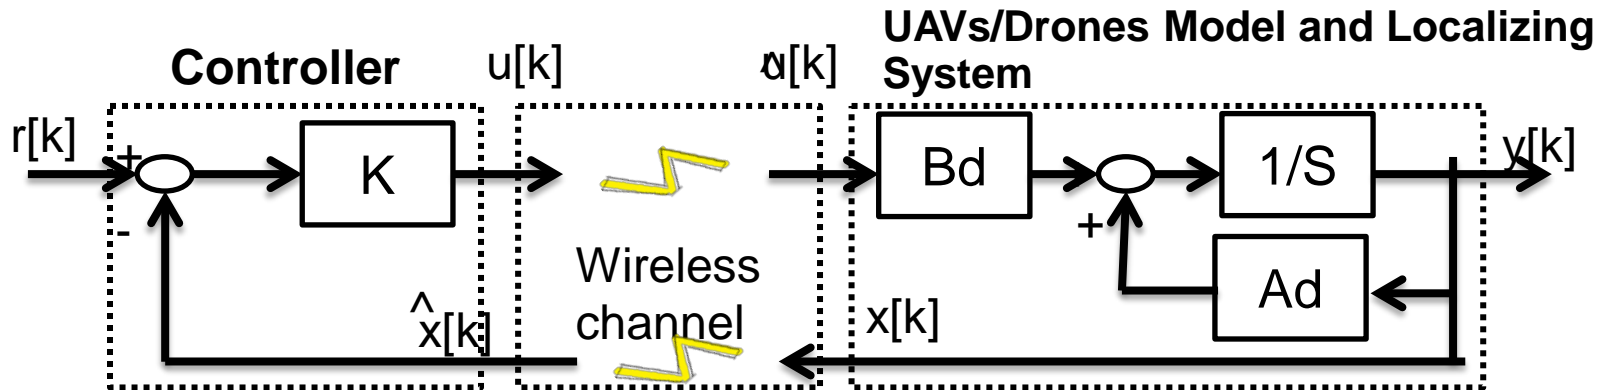 UAVs/Drones Model and Localizing
System
Controller
u[k]
û[k]
r[k]
+
-
K
Bd
1/S
y[k]
+
Ad
Wireless
channel
^
x[k]
x[k]